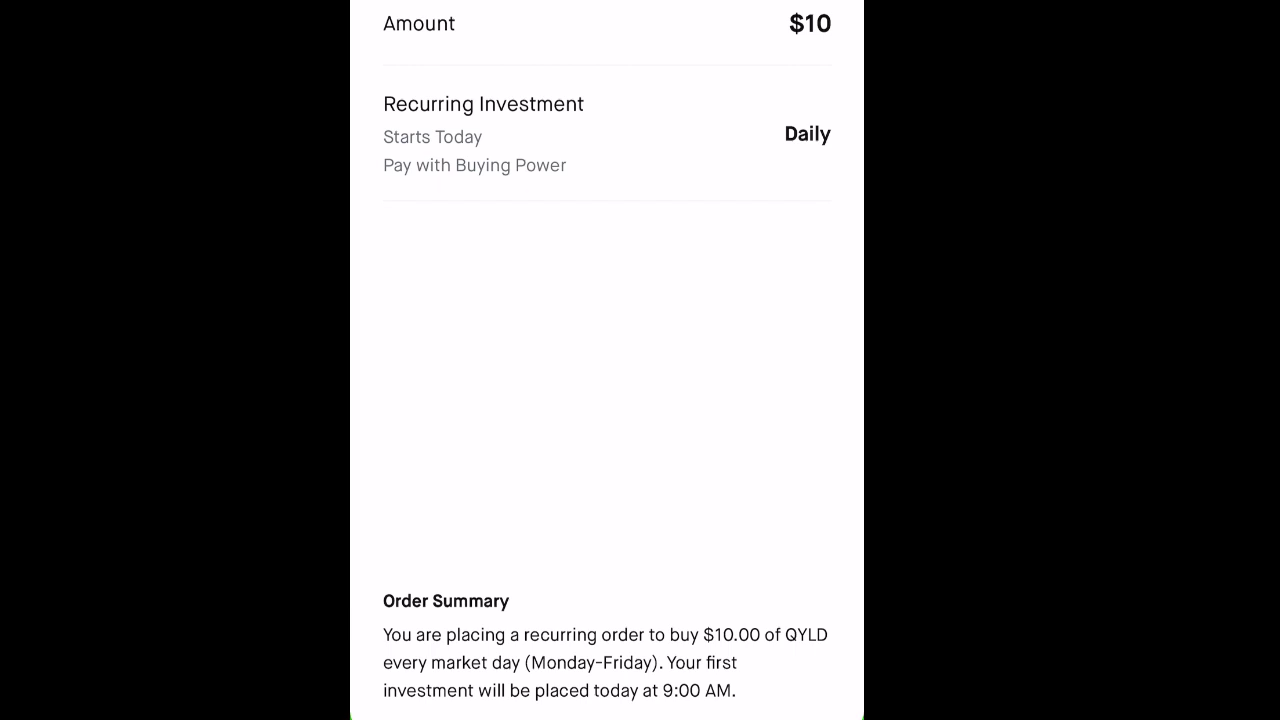 Amount
$10
Recurring Investment
Starts Today
Daily
Pay with Buying Power
Order Summary
You are placing a recurring order to buy $10.00 of QYLD
every market day (Monday-Friday). Your first
investment will be placed today at 9:00 AM.